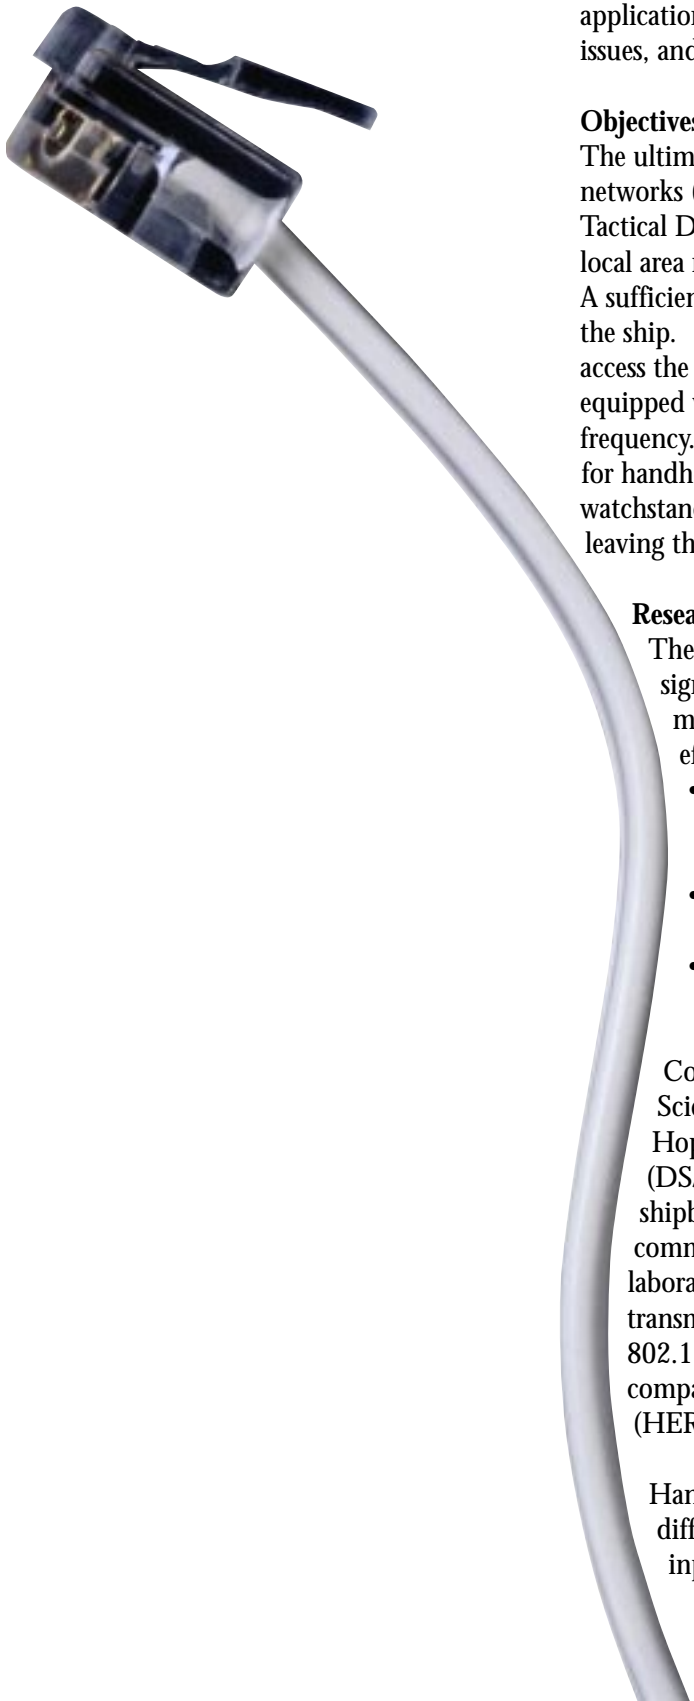 application
issues, and
Objectives
The ultim
networks (
Tactical D
local area
A sufficien
the ship.
access the
equipped
frequency.
for handh
watchstand
leaving th
Resea
The
sign
m
ef
•
•
•
Co
Scie
Hop
(DSA
shipb
comm
labora
transm
802.1
compa
(HER
Han
diff
inp